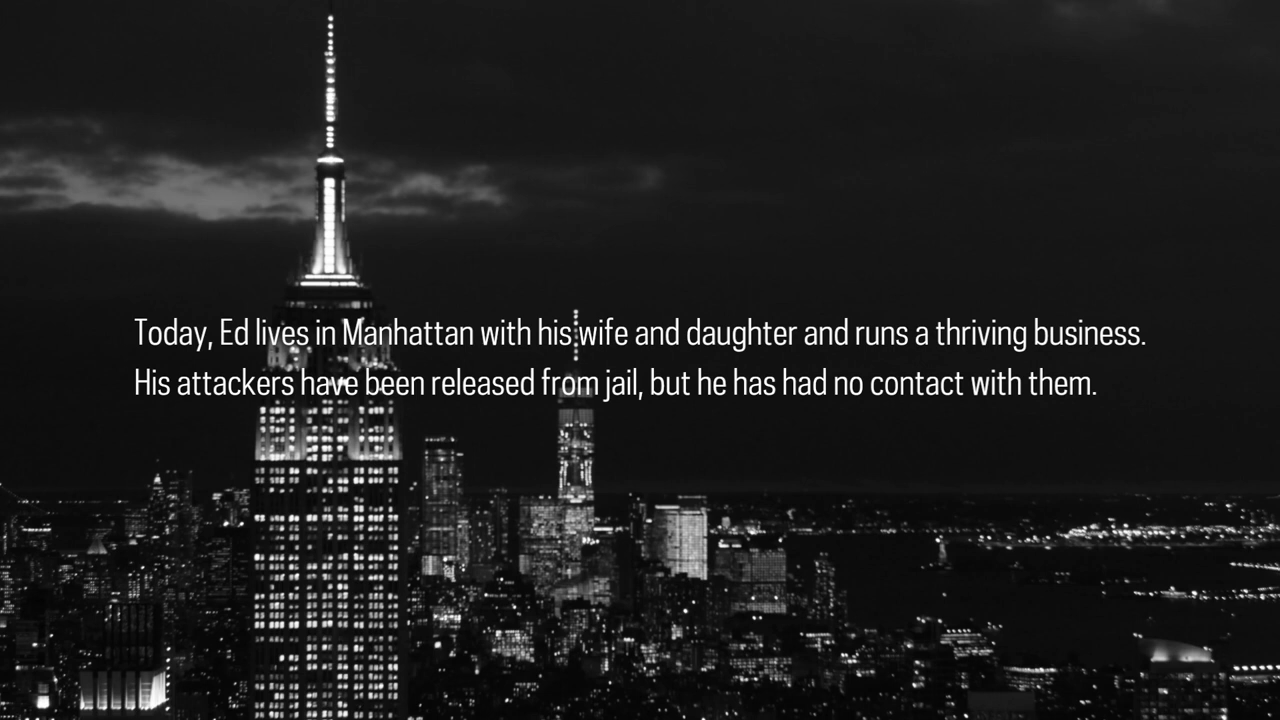 Today, Ed lives in Manhattan with his wife and daughter and runs a thriving business.
His attackers have been released from jail, but he has had no contact with them.